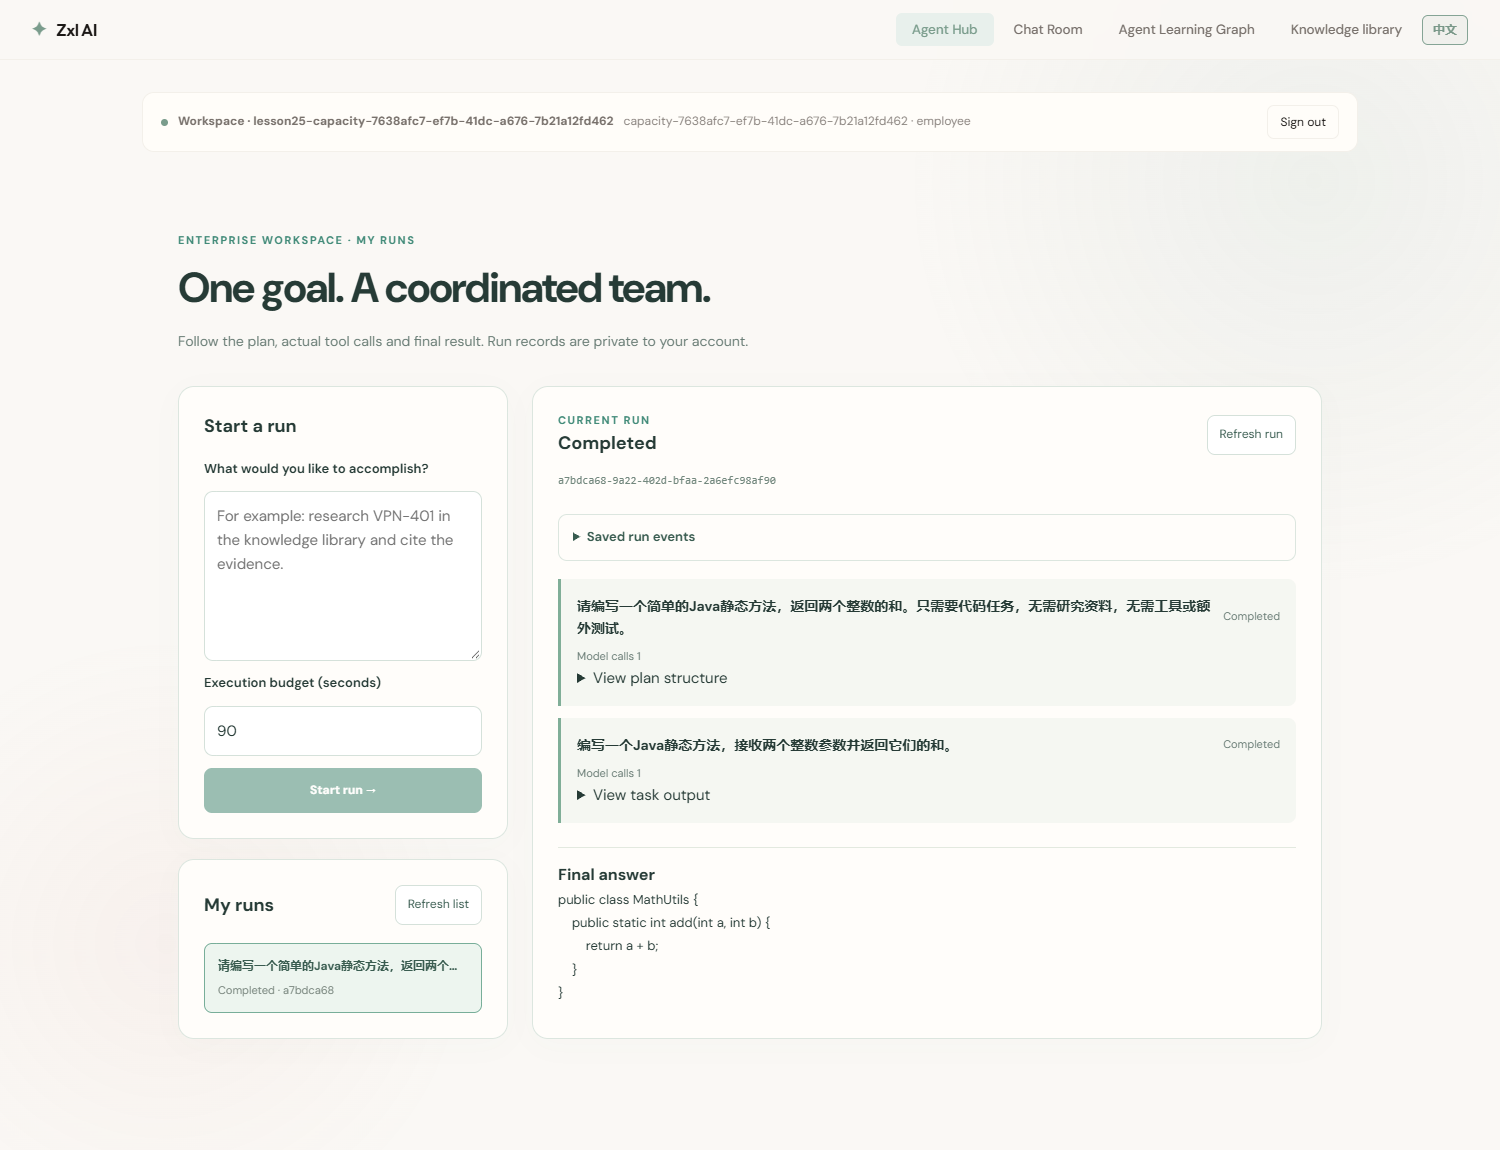 Zxl AI
Agent Hub
Chat Room
Agent Learning Graph
Knowledge library
中文
Workspace · lesson25-capacity-7638afc7-ef7b-41dc-a676-7b21a12fd462 capacity-7638afc7-ef7b-41dc-a676-7b21a12fd462 · employee
Sign out
ENTERPRISE WORKSPACE · MY RUNS
One goal. A coordinated team.
Follow the plan, actual tool calls and final result. Run records are private to your account.
Start a run
What would you like to accomplish?
For example: research VPN-401 in
the knowledge library and cite the
evidence.
Execution budget (seconds)
90
Start run →
My runs
Refresh list
请编写一个简单的Java静态方法，返回两个...
Completed · a7bdca68
CURRENT RUN
Completed
Refresh run
a7bdca68-9a22-402d-bfaa-2a6efc98af90
Saved run events
请编写一个简单的Java静态方法，返回两个整数的和。只需要代码任务，无需研究资料，无需工具或额
外测试。
Completed
Model calls 1
View plan structure
编写一个Java静态方法，接收两个整数参数并返回它们的和。
Completed
Model calls 1
View task output
Final answer
public class MathUtils {
    public static int add(int a, int b) {
        return a + b;
    }
}